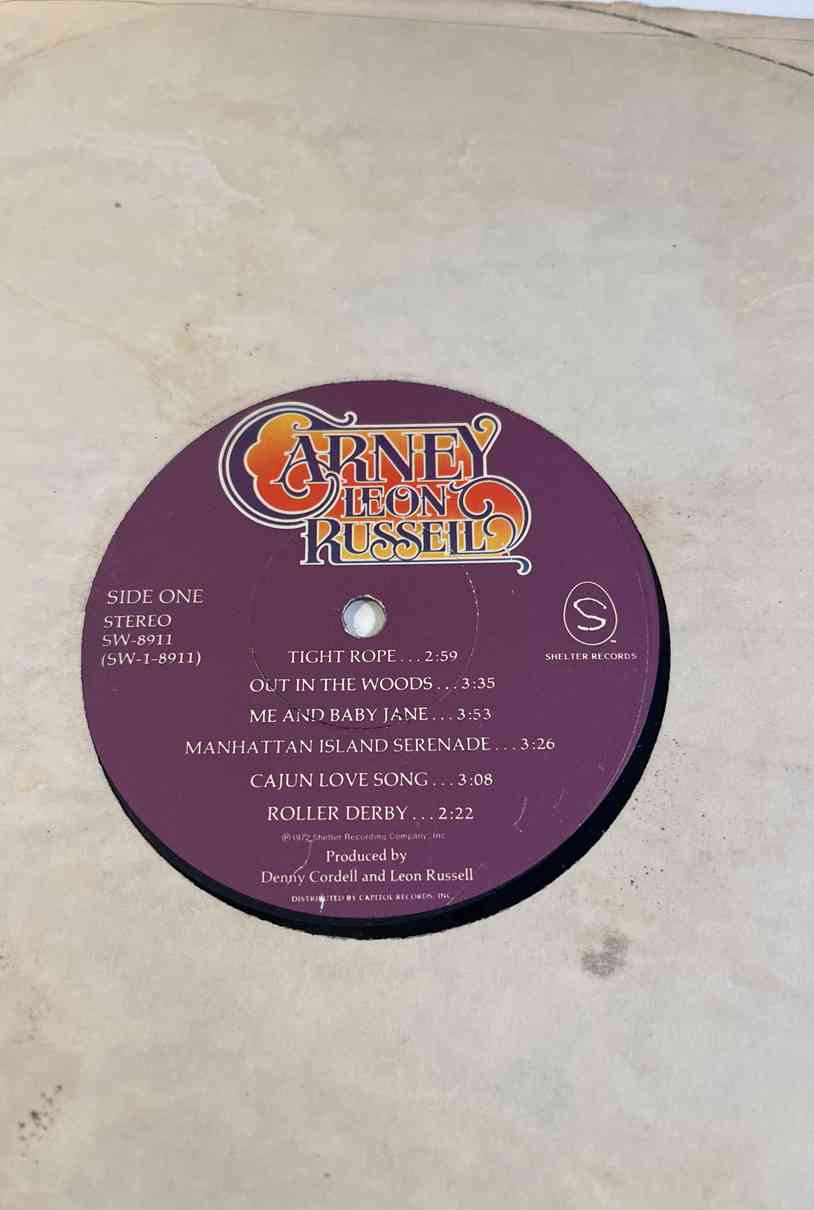 CARNEY
LEON
RUSSELL
SIDE ONE
STEREO
SW-8911
(SW-1-8911)
S
TM
SHELTER RECORDS
TIGHT ROPE...2:59
OUT IN THE WOODS...3:35
ME AND BABY JANE...3:53
MANHATTAN ISLAND SERENADE...3:26
CAJUN LOVE SONG...3:08
ROLLER DERBY...2:22
℗1972 Shelter Recording Company, Inc.
Produced by
Denny Cordell and Leon Russell
DISTRIBUTED BY CAPITOL RECORDS, INC.